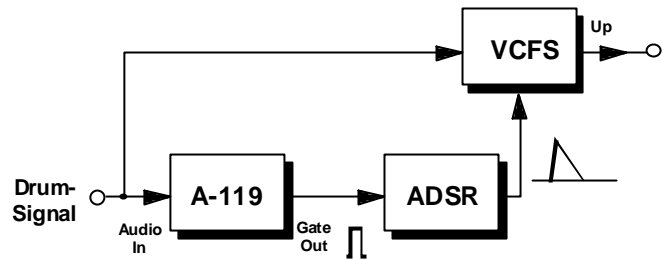 VCFS
Up
Drum-
Signal
A-119
ADSR
Audio
In
Gate
Out